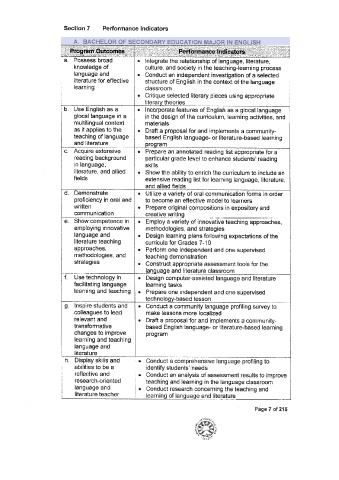 Section 7 Performance Indicators
A. BACHELOR OF SECONDARY EDUCATION MAJOR IN ENGLISH
Program Outcomes Performance Indicators
a. Possess broad
knowledge of
language and
literature for effective
learning
• Integrate the relationship of language, literature,
culture, and society in the teaching-learning process
• Conduct an independent investigation of a selected
structure of English in the context of the language
classroom
• Critique selected literary pieces using appropriate
literary theories
b. Use English as a
glocal language in a
multilingual context
as it applies to the
teaching of language
and literature
• Incorporate features of English as a glocal language
in the design of the curriculum, learning activities, and
materials
• Draft a proposal for and implements a community-
based English language- or literature-based learning
program
c. Acquire extensive
reading background
in language,
literature, and allied
fields
• Prepare an annotated reading list appropriate for a
particular grade level to enhance students' reading
skills
• Show the ability to enrich the curriculum to include an
extensive reading list for learning language, literature,
and allied fields
d. Demonstrate
proficiency in oral and
written
communication
• Utilize a variety of oral communication forms in order
to become an effective model to learners
• Prepare original compositions in expository and
creative writing
e. Show competence in
employing innovative
language and
literature teaching
approaches,
methodologies, and
strategies
• Employ a variety of innovative teaching approaches,
methodologies, and strategies
• Design learning plans following expectations of the
curricula for Grades 7-10
• Perform one independent and one supervised
teaching demonstration
• Construct appropriate assessment tools for the
language and literature classroom
f. Use technology in
facilitating language
learning and teaching
• Design computer-assisted language and literature
learning tasks
• Prepare one independent and one supervised
technology-based lesson
g. Inspire students and
colleagues to lead
relevant and
transformative
changes to improve
learning and teaching
language and
literature
• Conduct a community language profiling survey to
make lessons more localized
• Draft a proposal for and implements a community-
based English language- or literature-based learning
program
h. Display skills and
abilities to be a
reflective and
research-oriented
language and
literature teacher
• Conduct a comprehensive language profiling to
identify students' needs
• Conduct an analysis of assessment results to improve
teaching and learning in the language classroom
• Conduct research concerning the teaching and
learning of language and literature
Page 7 of 216